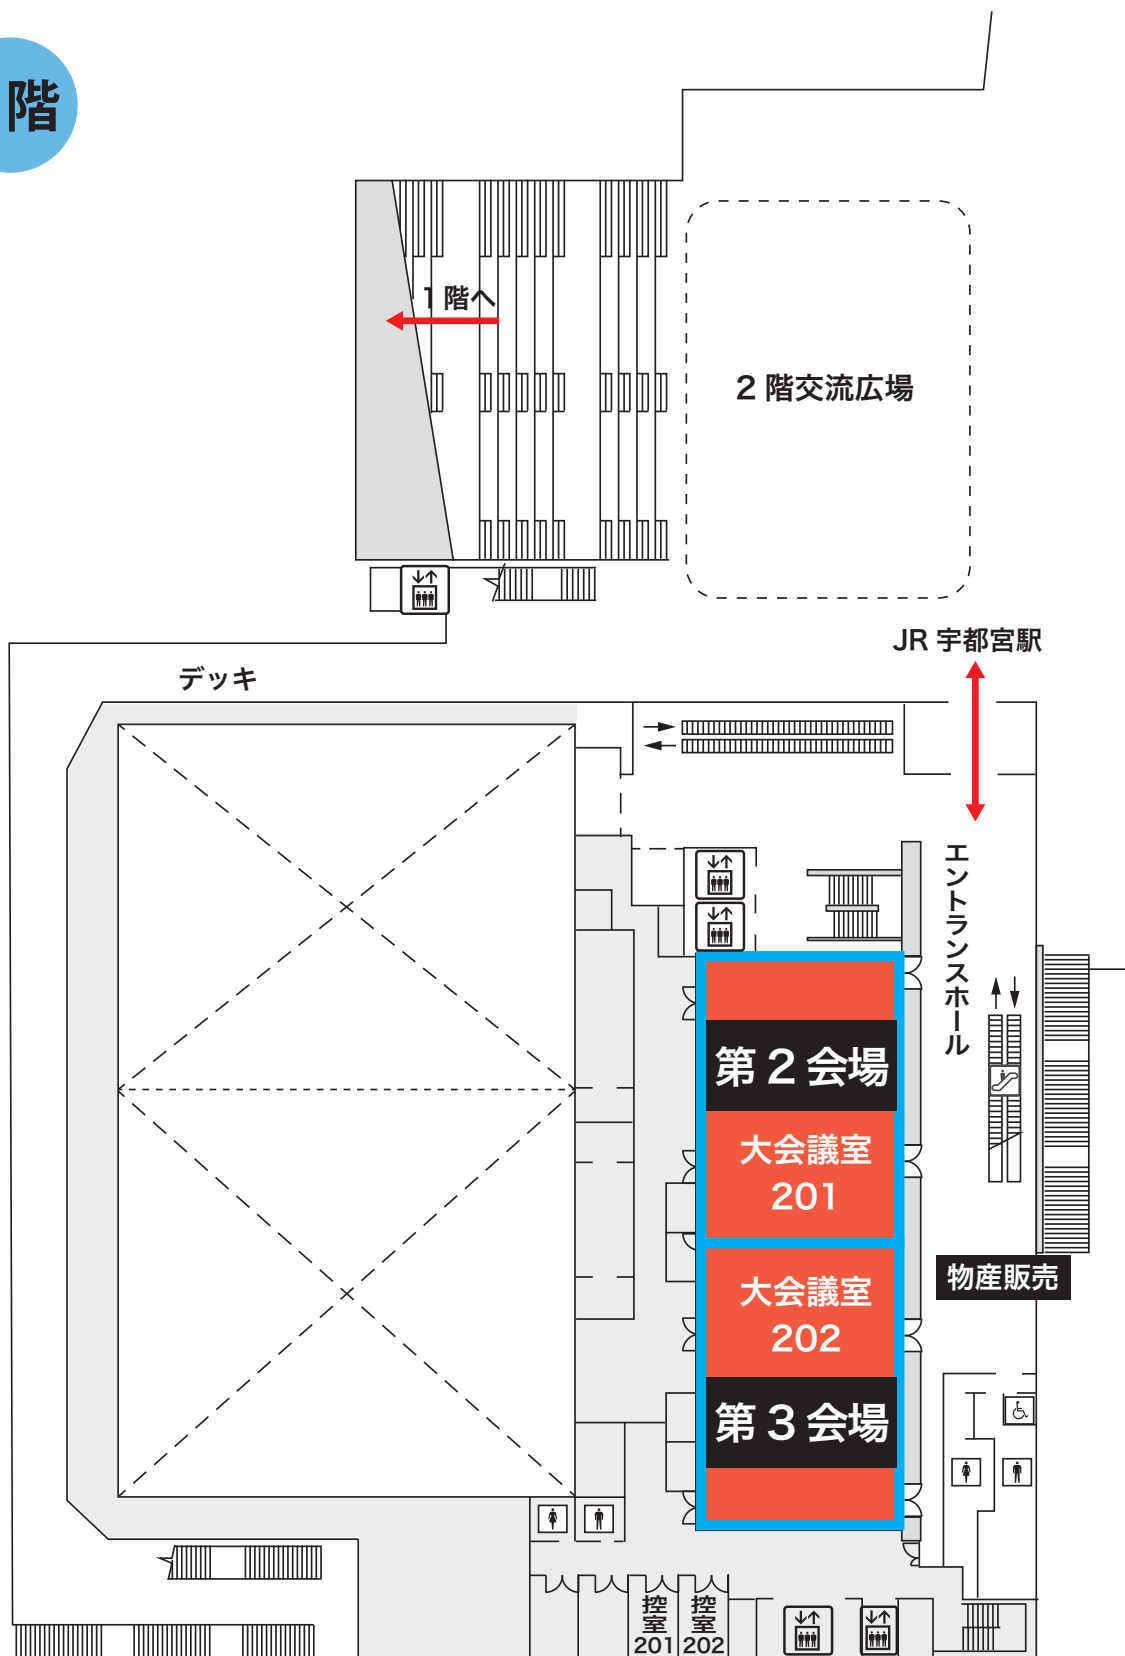 階
1 階へ
2 階交流広場
JR 宇都宮駅
デッキ
エントランスホール
第 2 会場
大会議室
201
物産販売
大会議室
202
第 3 会場
控室
201
控室
202